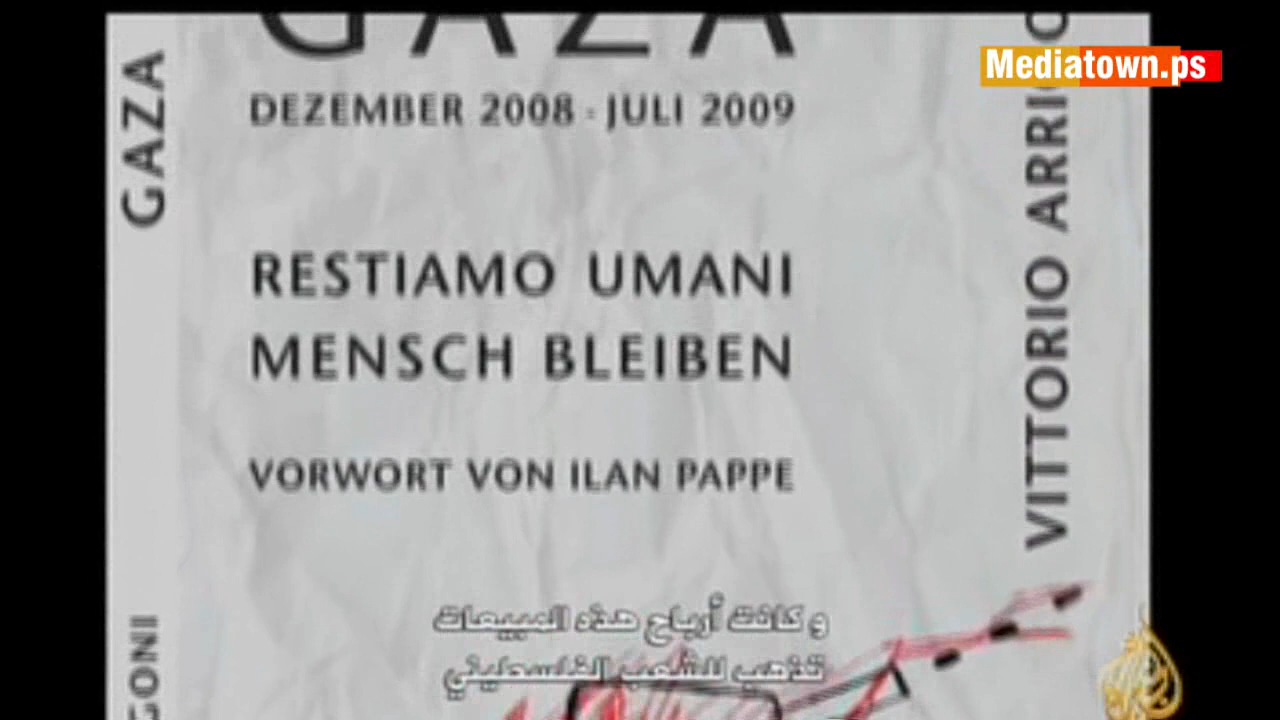 GAZA
Mediatown.ps
DEZEMBER 2008 - JULI 2009
GAZA
RESTIAMO UMANI
MENSCH BLEIBEN
VORWORT VON ILAN PAPPE
VITTORIO ARRIGO
و كانت أرباح هذه المبيعات
تذهب للشعب الفلسطيني
GONI